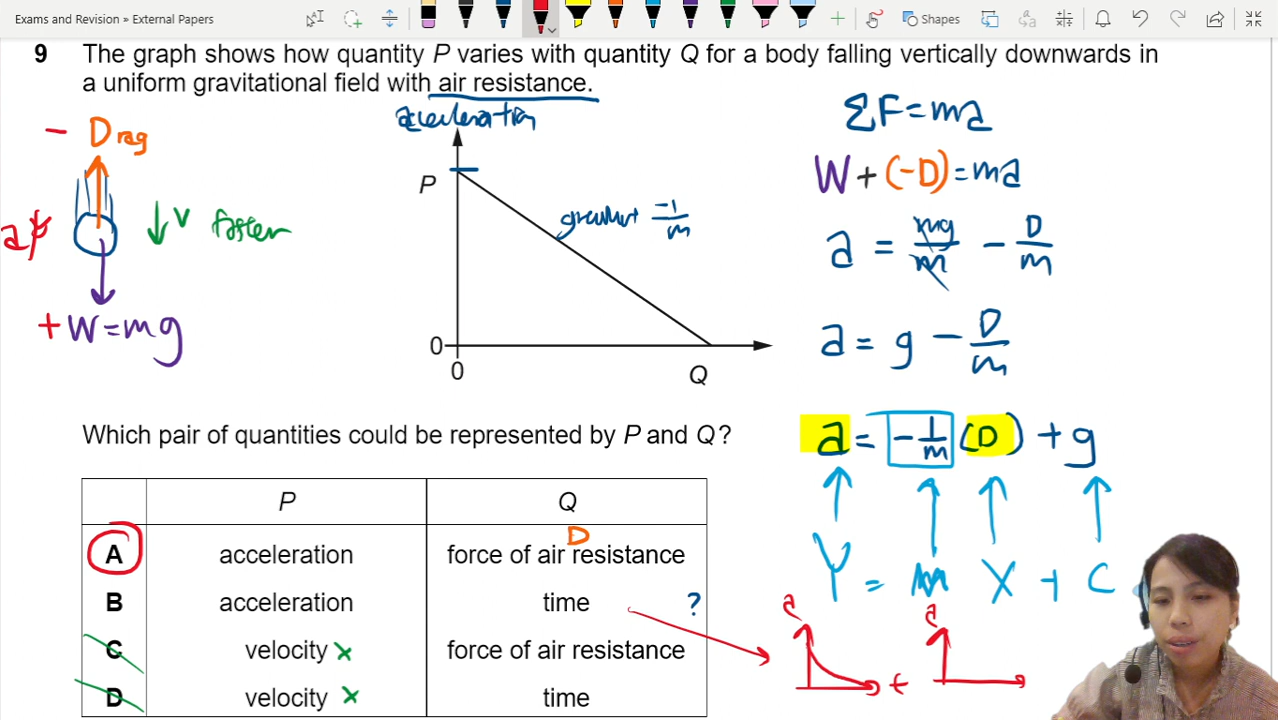 Exams and Revision » External Papers
Shapes
9 The graph shows how quantity P varies with quantity Q for a body falling vertically downwards in
a uniform gravitational field with air resistance.
acceleration
ΣF=ma
- Drag
W + (-D) = ma
P
gradient -1/m
a
↓v faster
a = mg/m - D/m
+W=mg
a = g - D/m
0
0
Q
Which pair of quantities could be represented by P and Q?
a = -1/m (D) + g
Y = m X + C
P Q
D
A acceleration force of air resistance
B acceleration time ?
C velocity x force of air resistance
D velocity x time
a
t
a